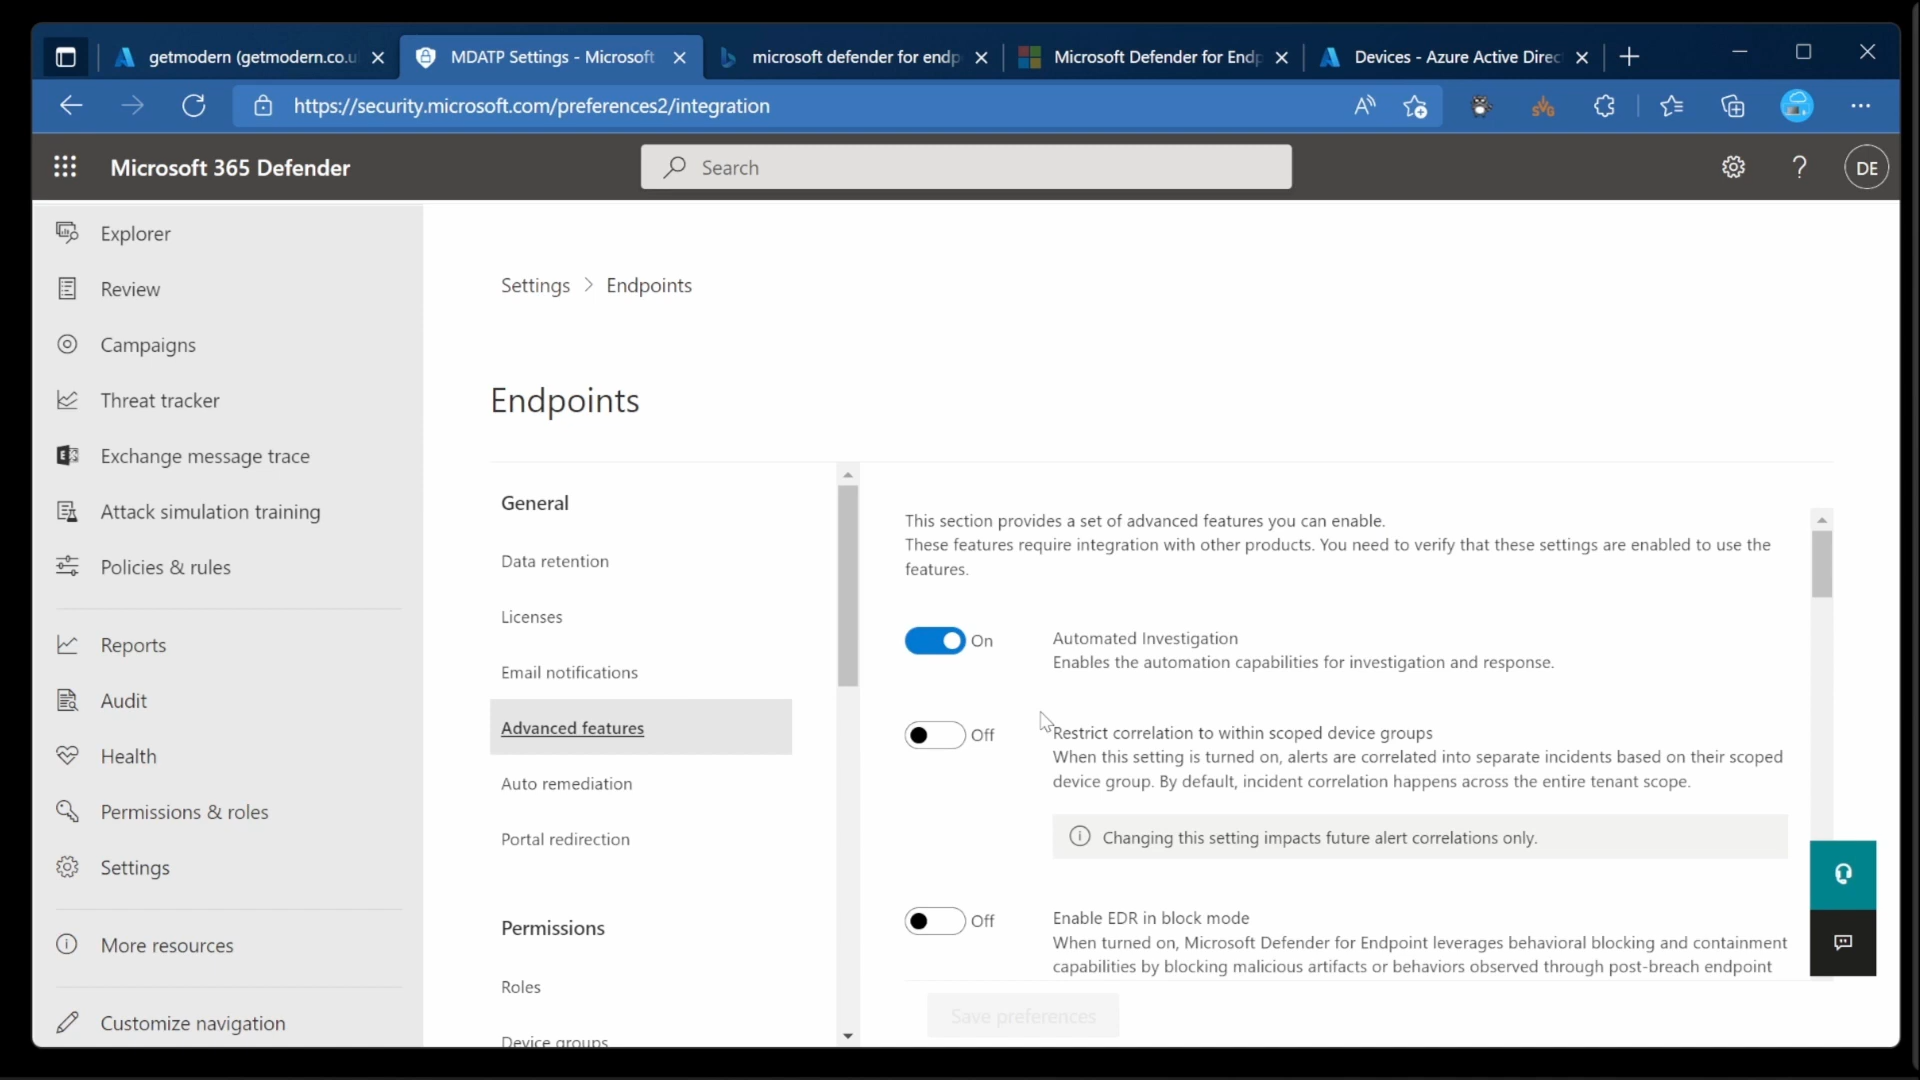 getmodern (getmodern.co.u
MDATP Settings - Microsoft
microsoft defender for endp
Microsoft Defender for Endp
Devices - Azure Active Direc
https://security.microsoft.com/preferences2/integration
Microsoft 365 Defender
Search
DE
Explorer
Review
Campaigns
Threat tracker
Exchange message trace
Attack simulation training
Policies & rules
Reports
Audit
Health
Permissions & roles
Settings
More resources
Customize navigation
Settings > Endpoints
Endpoints
General
Data retention
Licenses
Email notifications
Advanced features
Auto remediation
Portal redirection
Permissions
Roles
Device groups
This section provides a set of advanced features you can enable.
These features require integration with other products. You need to verify that these settings are enabled to use the
features.
On
Automated Investigation
Enables the automation capabilities for investigation and response.
Off
Restrict correlation to within scoped device groups
When this setting is turned on, alerts are correlated into separate incidents based on their scoped
device group. By default, incident correlation happens across the entire tenant scope.
Changing this setting impacts future alert correlations only.
Off
Enable EDR in block mode
When turned on, Microsoft Defender for Endpoint leverages behavioral blocking and containment
capabilities by blocking malicious artifacts or behaviors observed through post-breach endpoint
Save preferences